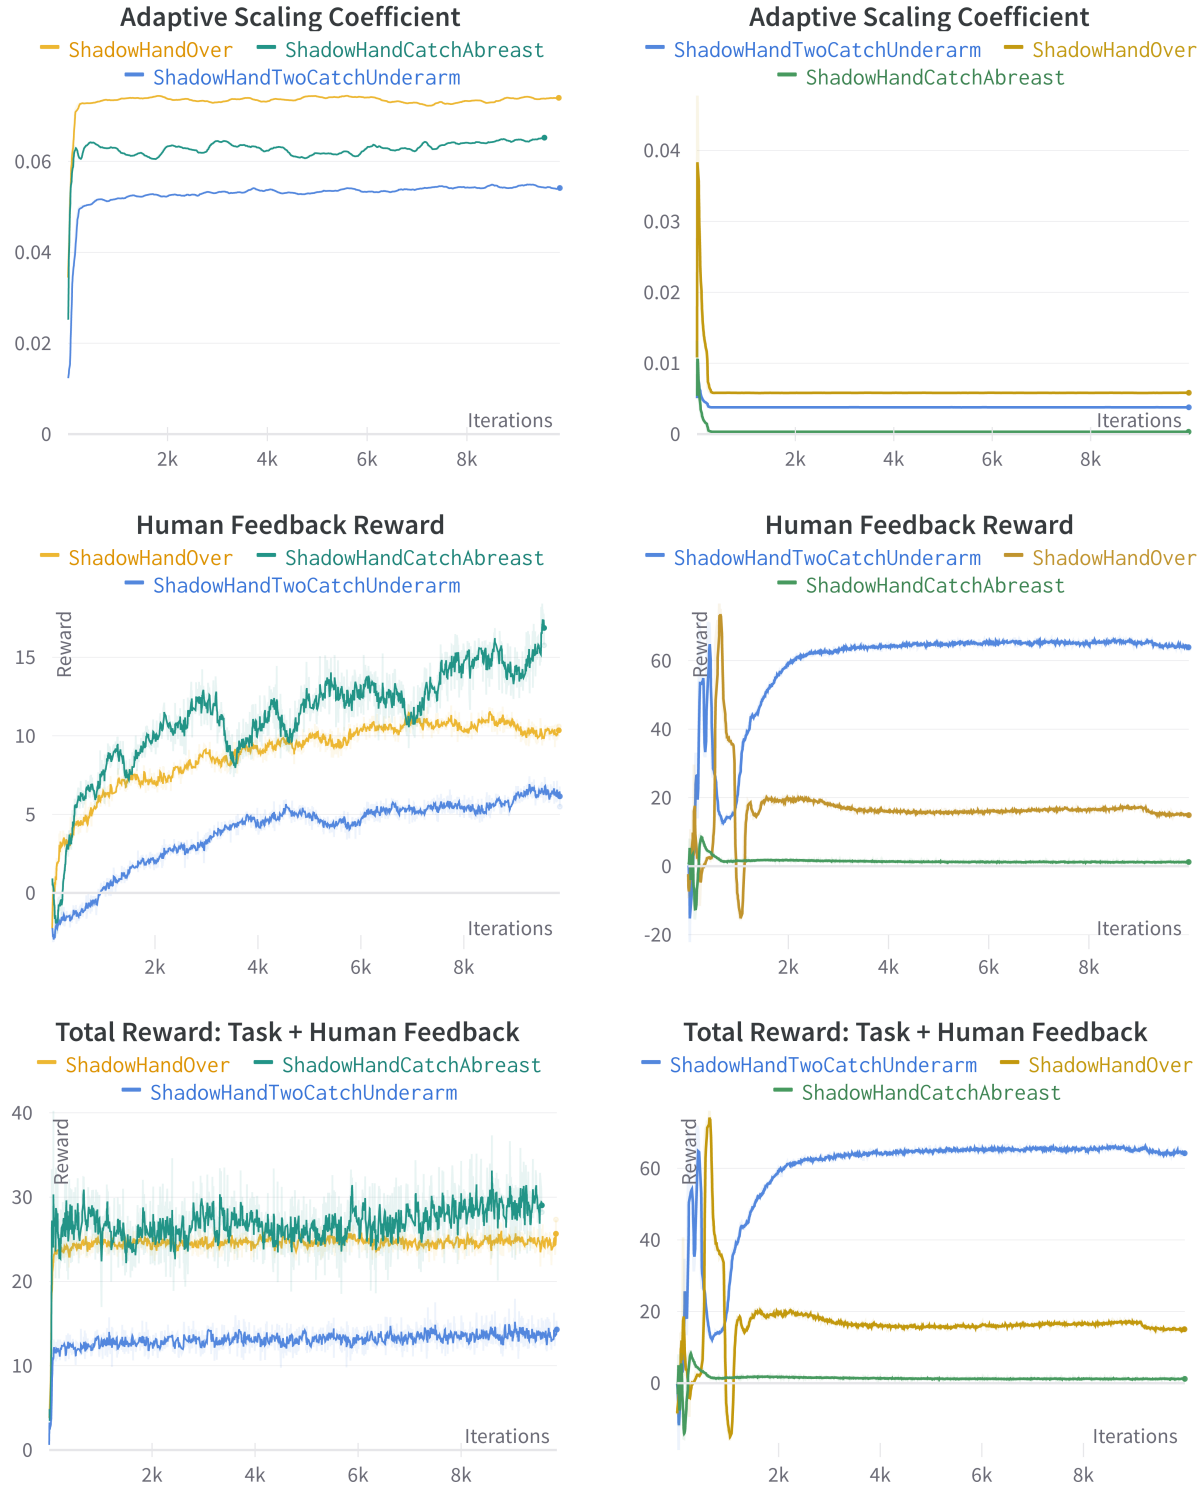 Adaptive Scaling Coefficient
ShadowHandOver ShadowHandCatchAbreast
ShadowHandTwoCatchUnderarm
0.06
0.04
0.02
0
Iterations
2k 4k 6k 8k
Adaptive Scaling Coefficient
ShadowHandTwoCatchUnderarm ShadowHandOver
ShadowHandCatchAbreast
0.04
0.03
0.02
0.01
0
Iterations
2k 4k 6k 8k
Human Feedback Reward
ShadowHandOver ShadowHandCatchAbreast
ShadowHandTwoCatchUnderarm
Reward
15
10
5
0
Iterations
2k 4k 6k 8k
Human Feedback Reward
ShadowHandTwoCatchUnderarm ShadowHandOver
ShadowHandCatchAbreast
Reward
60
40
20
0
-20
Iterations
2k 4k 6k 8k
Total Reward: Task + Human Feedback
ShadowHandOver ShadowHandCatchAbreast
ShadowHandTwoCatchUnderarm
Reward
40
30
20
10
0
Iterations
2k 4k 6k 8k
Total Reward: Task + Human Feedback
ShadowHandTwoCatchUnderarm ShadowHandOver
ShadowHandCatchAbreast
Reward
60
40
20
0
Iterations
2k 4k 6k 8k